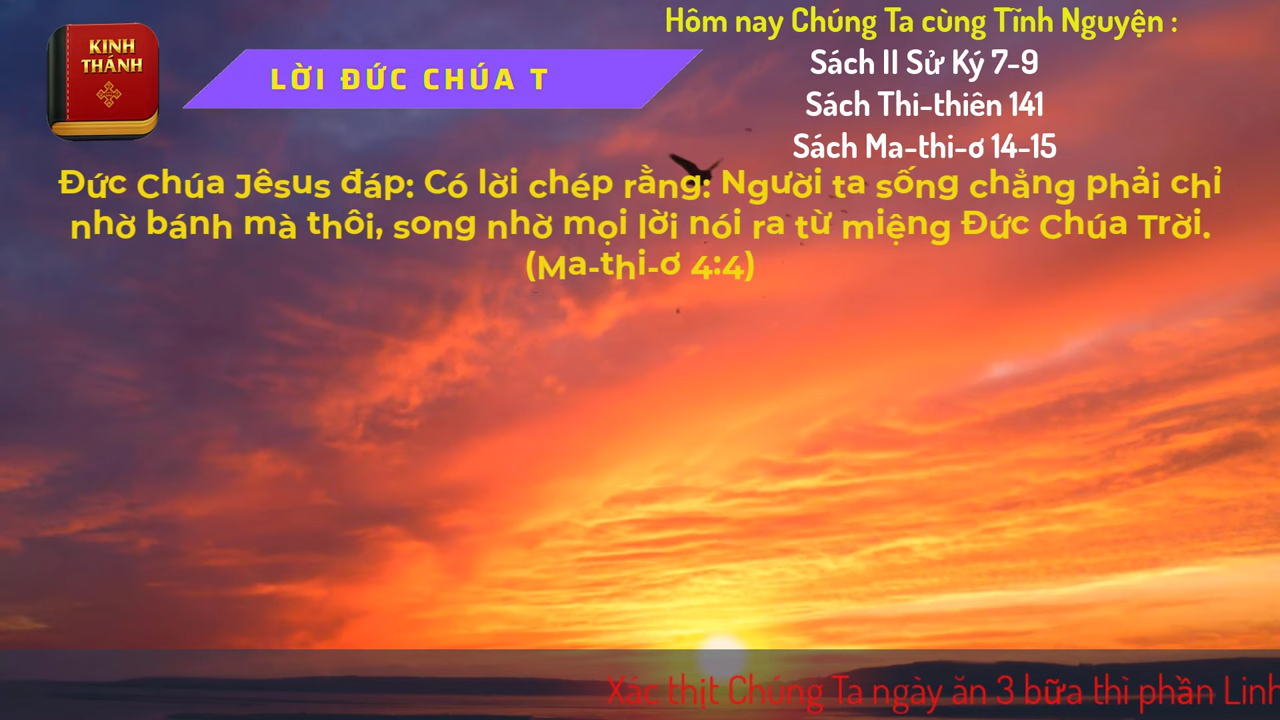 KINH
THÁNH
LỜI ĐỨC CHÚA T
Hôm nay Chúng Ta cùng Tĩnh Nguyện :
Sách II Sử Ký 7-9
Sách Thi-thiên 141
Sách Ma-thi-ơ 14-15
Đức Chúa Jêsus đáp: Có lời chép rằng: Người ta sống chẳng phải chỉ
nhờ bánh mà thôi, song nhờ mọi lời nói ra từ miệng Đức Chúa Trời.
(Ma-thi-ơ 4:4)
Xác thịt Chúng Ta ngày ăn 3 bữa thì phần Linh